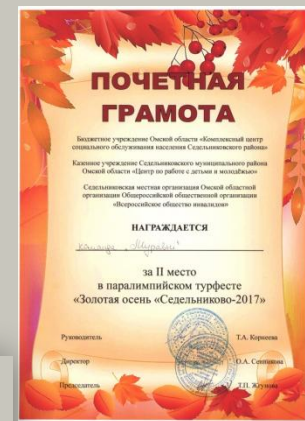 ПОЧЕТНАЯ
ГРАМОТА
Бюджетное учреждение Омской области «Комплексный центр
социального обслуживания населения Седельниковского района»
Казенное учреждение Седельниковского муниципального района
Омской области «Центр по работе с детьми и молодёжью»
Седельниковская местная организация Омской областной
организации Общероссийской общественной организации
«Всероссийское общество инвалидов»
НАГРАЖДАЕТСЯ
команда „Муравей"
за II место
в паралимпийском турфесте
«Золотая осень «Седельниково-2017»
Руководитель Т.А. Корнеева
Директор О.А.
Председатель Т.П.